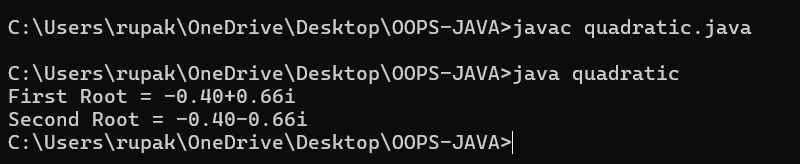 C:\Users\rupak\OneDrive\Desktop\OOPS-JAVA>javac quadratic.java
C:\Users\rupak\OneDrive\Desktop\OOPS-JAVA>java quadratic
First Root = -0.40+0.66i
Second Root = -0.40-0.66i
C:\Users\rupak\OneDrive\Desktop\OOPS-JAVA>